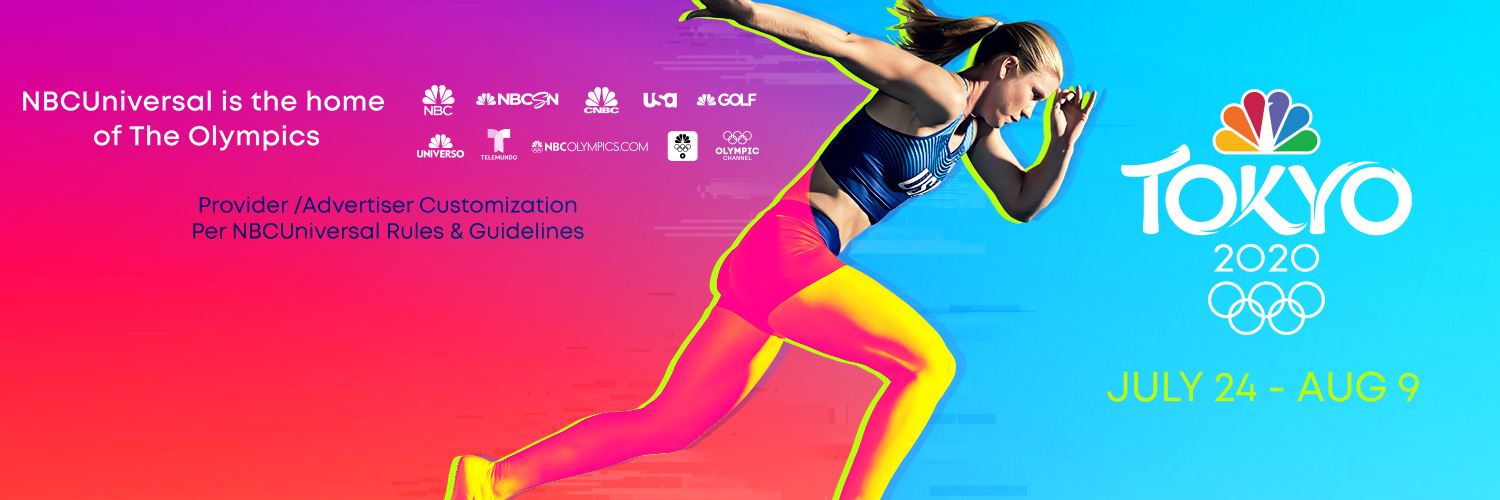 NBCUniversal is the home
of The Olympics
NBC NBCSN CNBC USA GOLF
UNIVERSO TELEMUNDO NBCOLYMPICS.COM OLYMPIC
CHANNEL
Provider /Advertiser Customization
Per NBCUniversal Rules & Guidelines
US
TOKYO
2020
JULY 24 - AUG 9